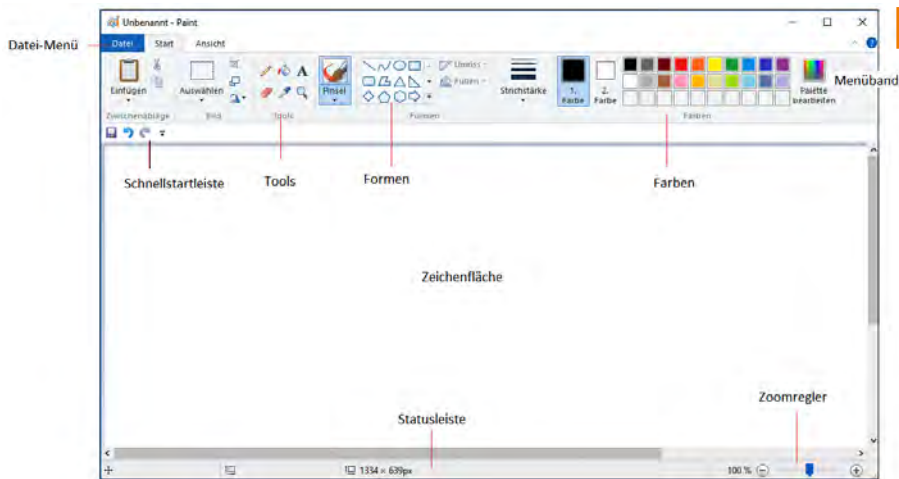 Unbenannt - Paint
Datei-Menü
Datei Start Ansicht
Einfügen
Auswählen
Pinsel
Umriss
Füllen
Strichstärke
1. Farbe
2. Farbe
Palette bearbeiten
Menüband
Zwischenablage Bild Tools Formen Farben
Schnellstartleiste Tools Formen Farben
Zeichenfläche
Zoomregler
Statusleiste
1334 × 639px 100 %